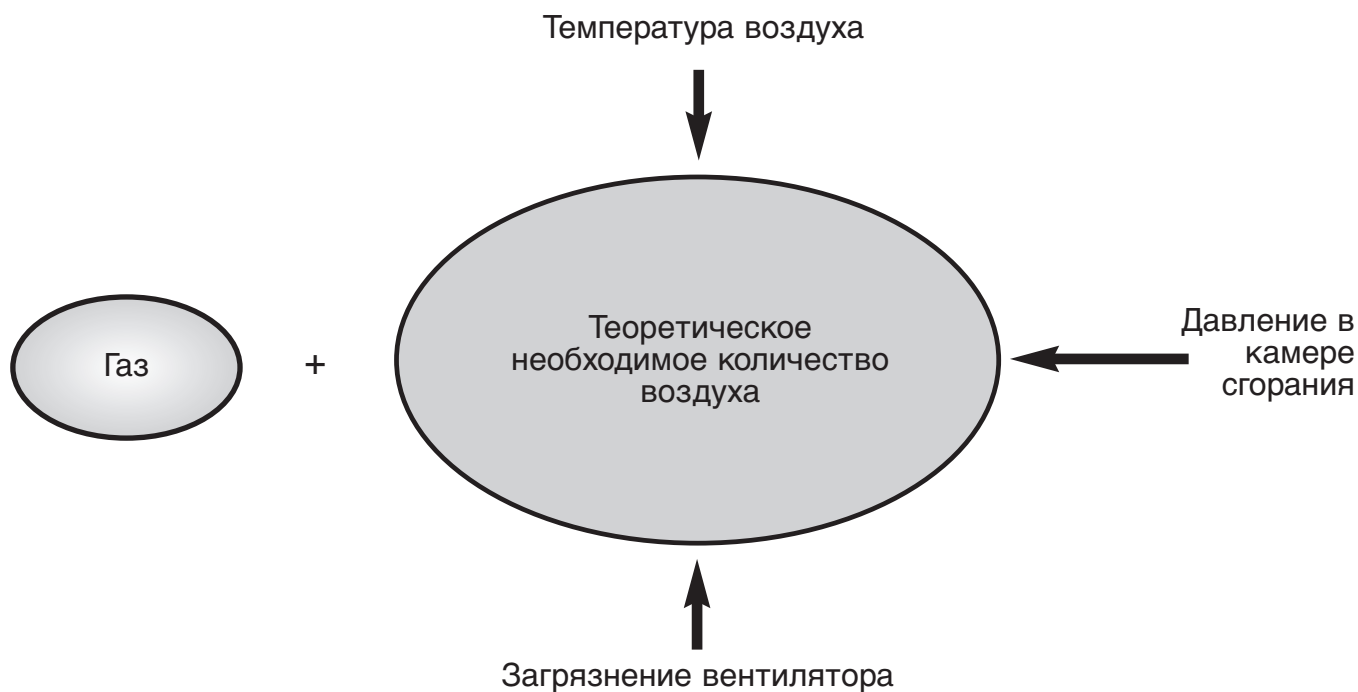 Температура воздуха
Газ
+
Теоретическое
необходимое количество
воздуха
Давление в
камере
сгорания
Загрязнение вентилятора